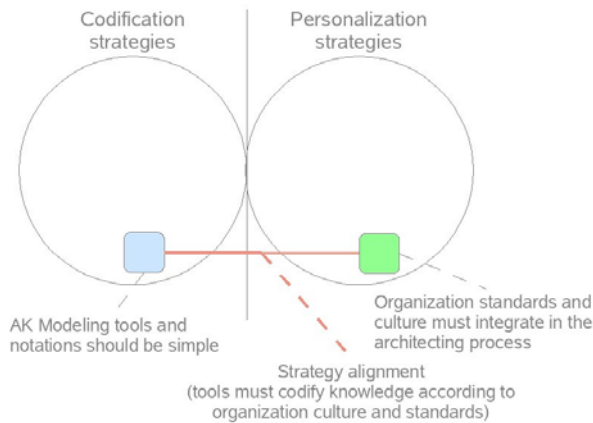 Codification
strategies
Personalization
strategies
AK Modeling tools and
notations should be simple
Organization standards and
culture must integrate in the
architecting process
Strategy alignment
(tools must codify knowledge according to
organization culture and standards)